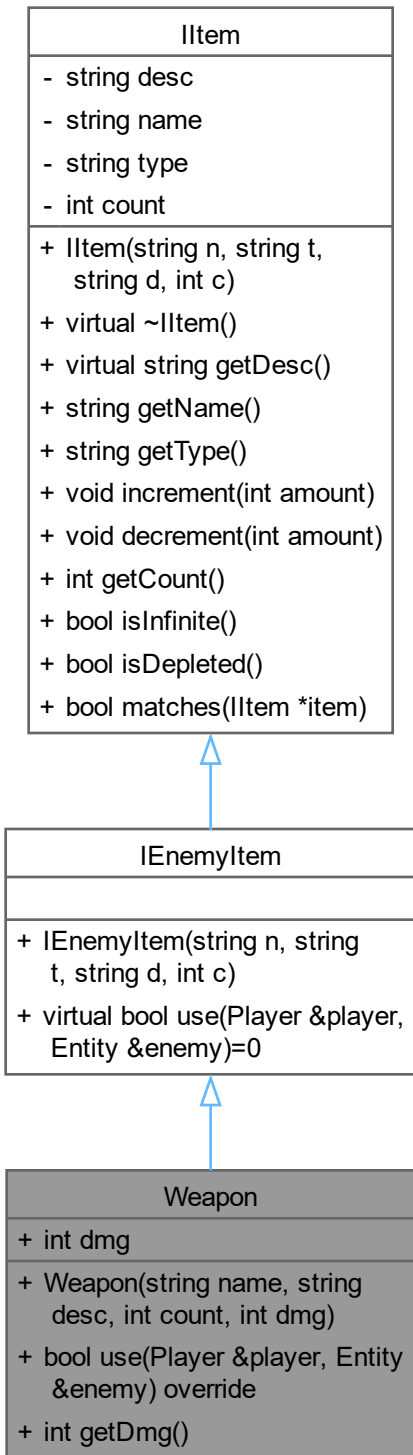 IItem
- string desc
- string name
- string type
- int count
+ IItem(string n, string t,
string d, int c)
+ virtual ~IItem()
+ virtual string getDesc()
+ string getName()
+ string getType()
+ void increment(int amount)
+ void decrement(int amount)
+ int getCount()
+ bool isInfinite()
+ bool isDepleted()
+ bool matches(IItem *item)
IEnemyItem
+ IEnemyItem(string n, string
t, string d, int c)
+ virtual bool use(Player &player,
Entity &enemy)=0
Weapon
+ int dmg
+ Weapon(string name, string
desc, int count, int dmg)
+ bool use(Player &player, Entity
&enemy) override
+ int getDmg()